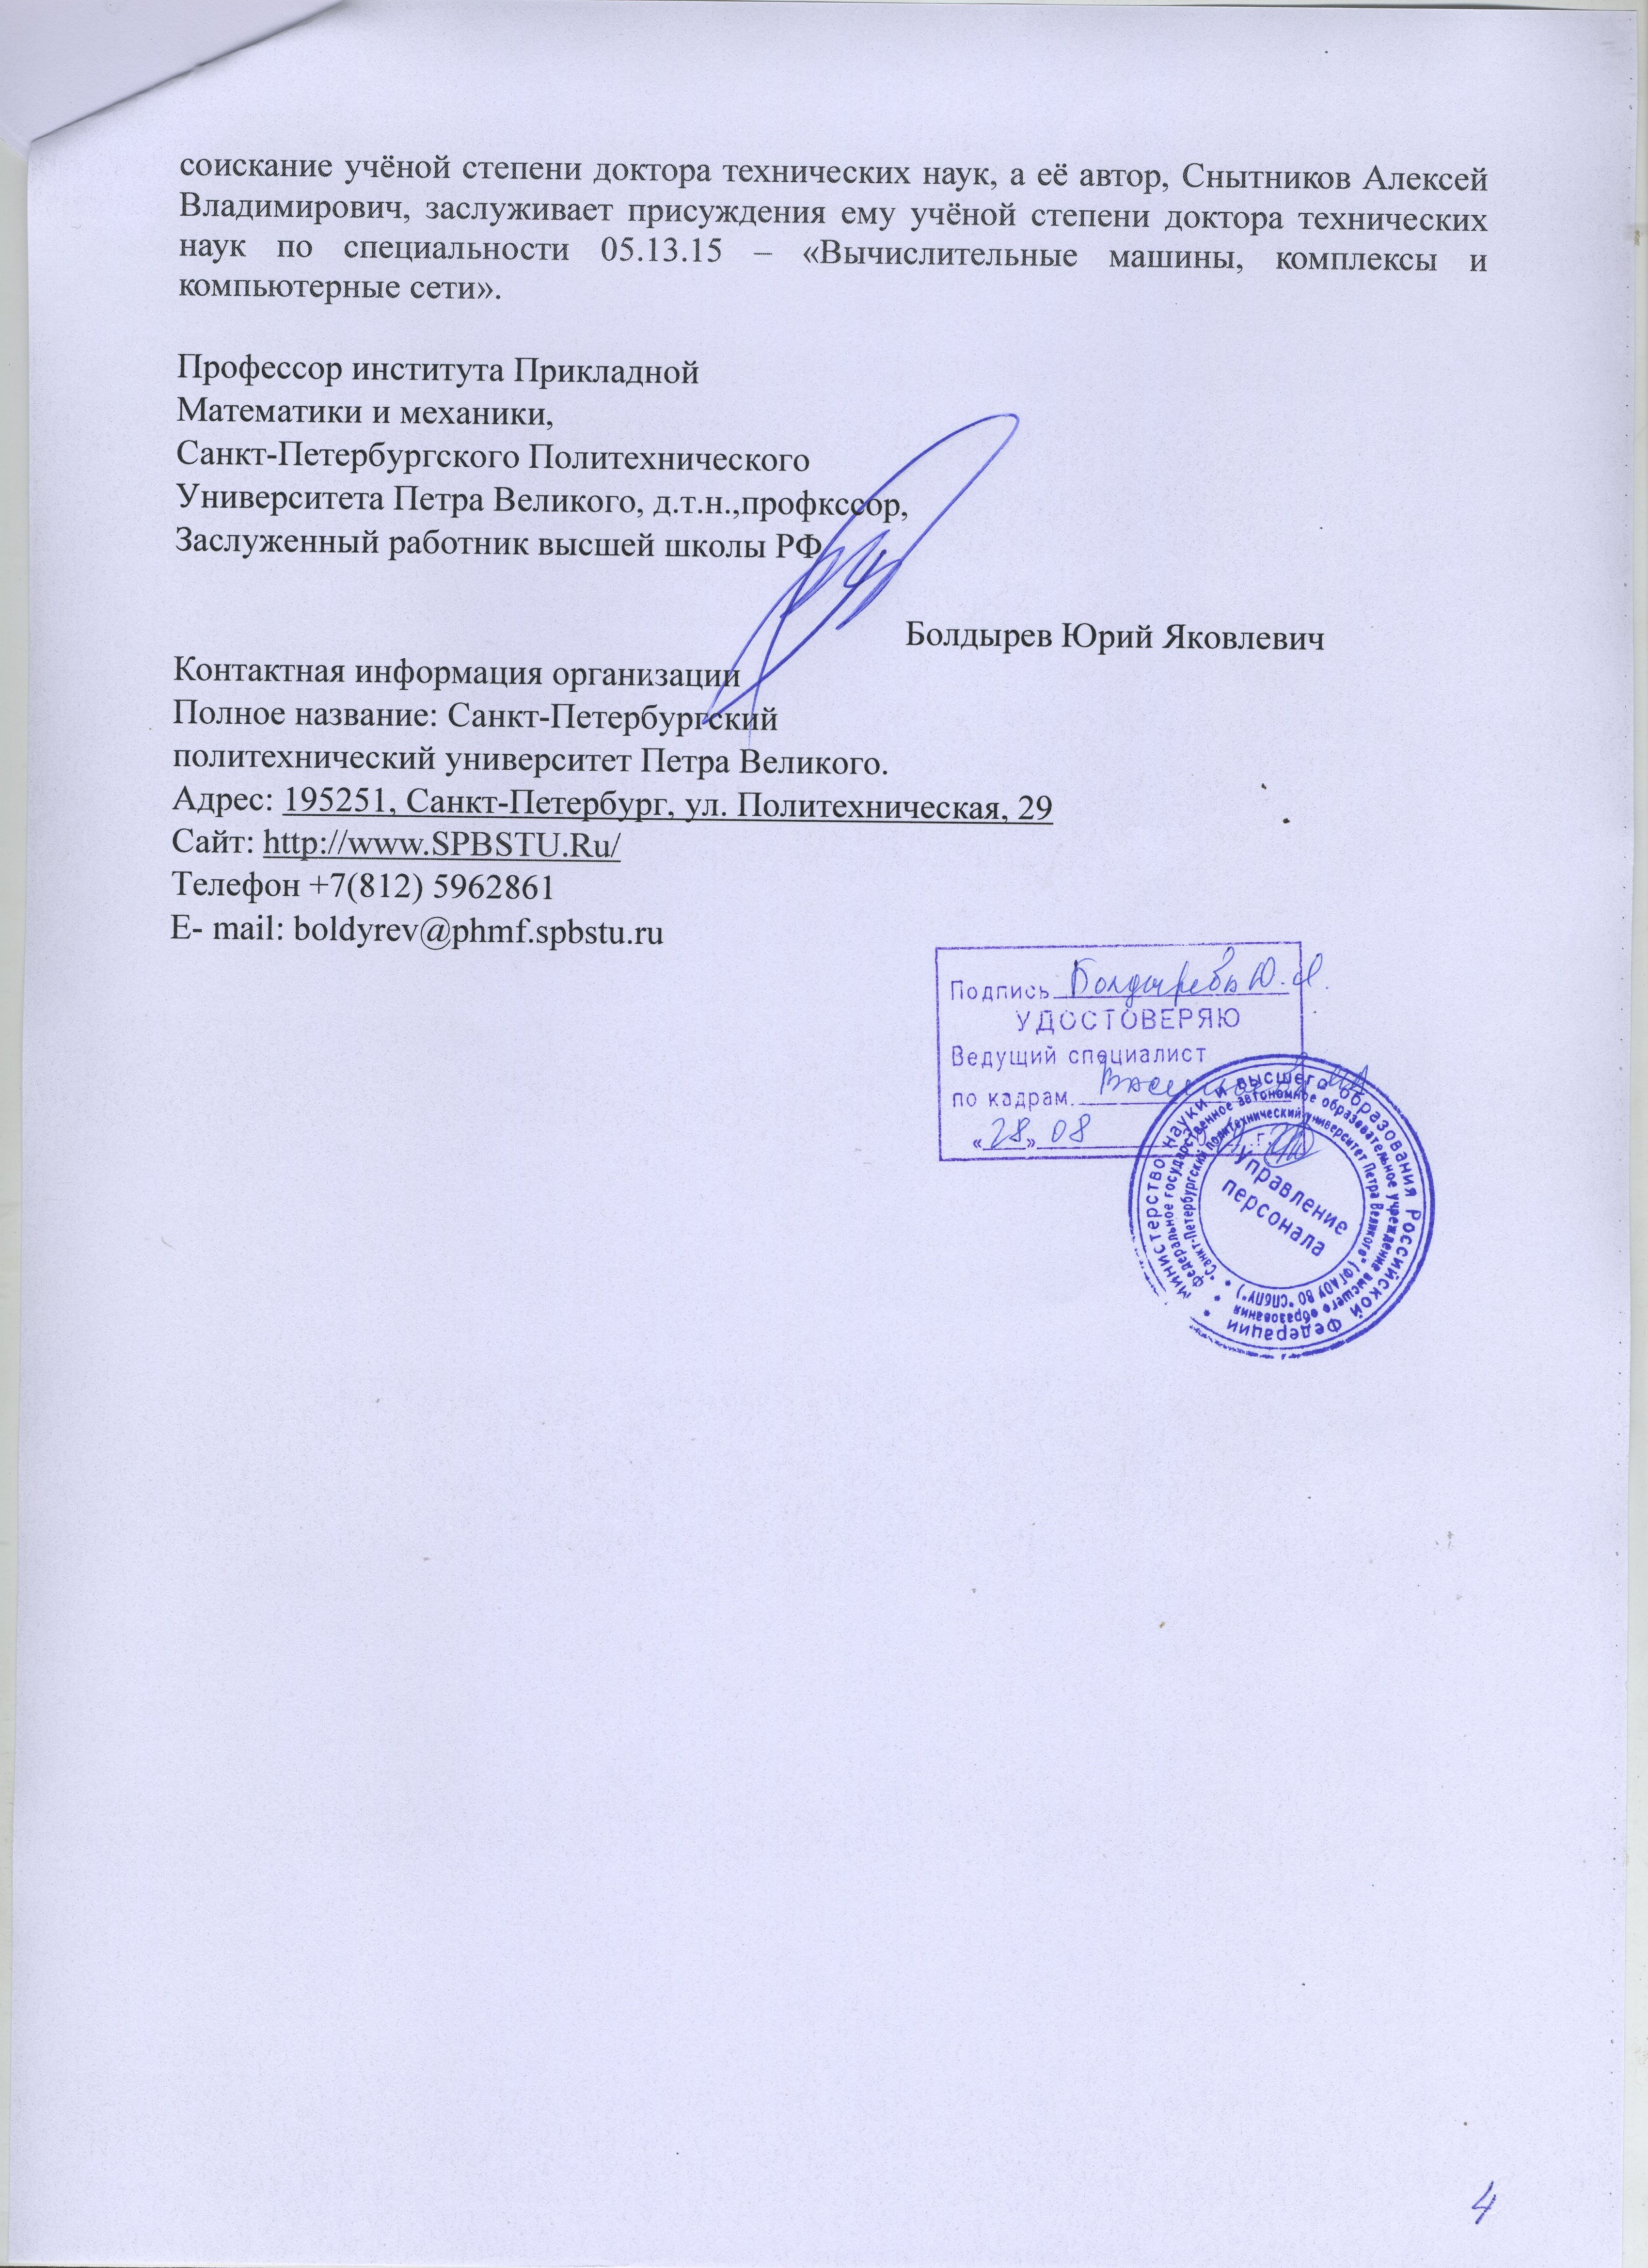 соискание учёной степени доктора технических наук, а её автор, Снытников Алексей
Владимирович, заслуживает присуждения ему учёной степени доктора технических
наук по специальности 05.13.15 – «Вычислительные машины, комплексы и
компьютерные сети».
Профессор института Прикладной
Математики и механики,
Санкт-Петербургского Политехнического
Университета Петра Великого, д.т.н.,профкссор,
Заслуженный работник высшей школы РФ
Болдырев Юрий Яковлевич
Контактная информация организации
Полное название: Санкт-Петербургский
политехнический университет Петра Великого.
Адрес: 195251, Санкт-Петербург, ул. Политехническая, 29
Сайт: http://www.SPBSTU.Ru/
Телефон +7(812) 5962861
E- mail: boldyrev@phmf.spbstu.ru
Подпись Болдырева Ю.Я.
УДОСТОВЕРЯЮ
Ведущий специалист
по кадрам
«28» 08 г.
Министерство науки и высшего образования Российской Федерации
Федеральное государственное автономное образовательное учреждение высшего образования
"Санкт-Петербургский политехнический университет Петра Великого" (ФГАОУ ВО "СПбПУ")
Управление
персонала
4